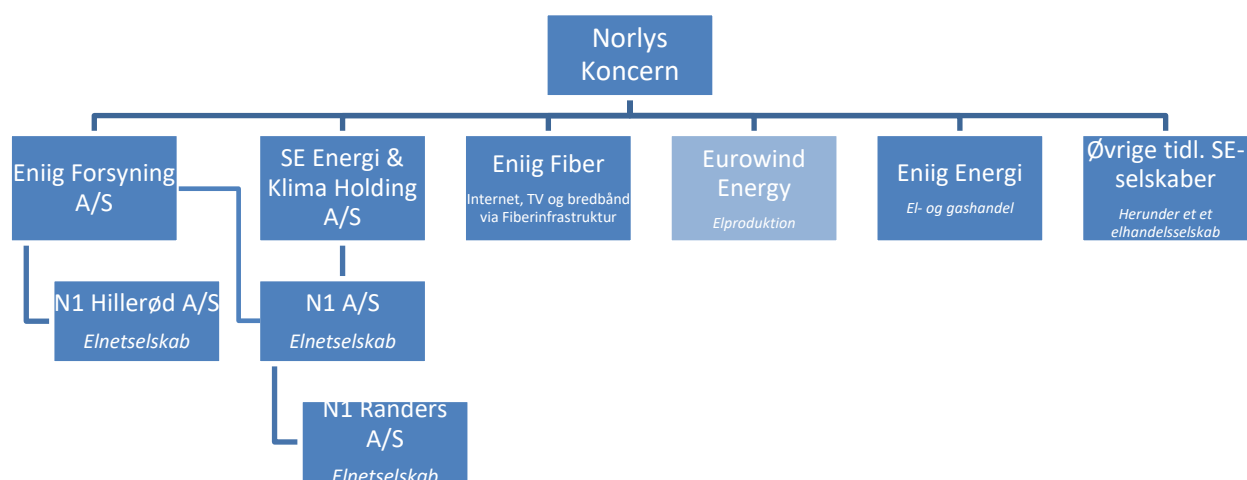 Norlys
Koncern
Eniig Forsyning
A/S
SE Energi &
Klima Holding
A/S
Eniig Fiber
Internet, TV og bredbånd
via Fiberinfrastruktur
Eurowind
Energy
Elproduktion
Eniig Energi
El- og gashandel
Øvrige tidl. SE-
selskaber
Herunder et et
elhandelsselskab
N1 Hillerød A/S
Elnetselskab
N1 A/S
Elnetselskab
N1 Randers
A/S
Elnetselskab